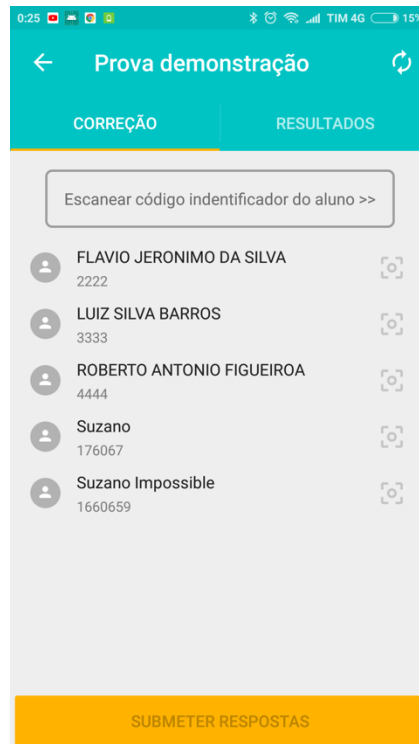 0:25 TIM 4G 15%
Prova demonstração
CORREÇÃO RESULTADOS
Escanear código indentificador do aluno >>
FLAVIO JERONIMO DA SILVA
2222
LUIZ SILVA BARROS
3333
ROBERTO ANTONIO FIGUEIROA
4444
Suzano
176067
Suzano Impossible
1660659
SUBMETER RESPOSTAS